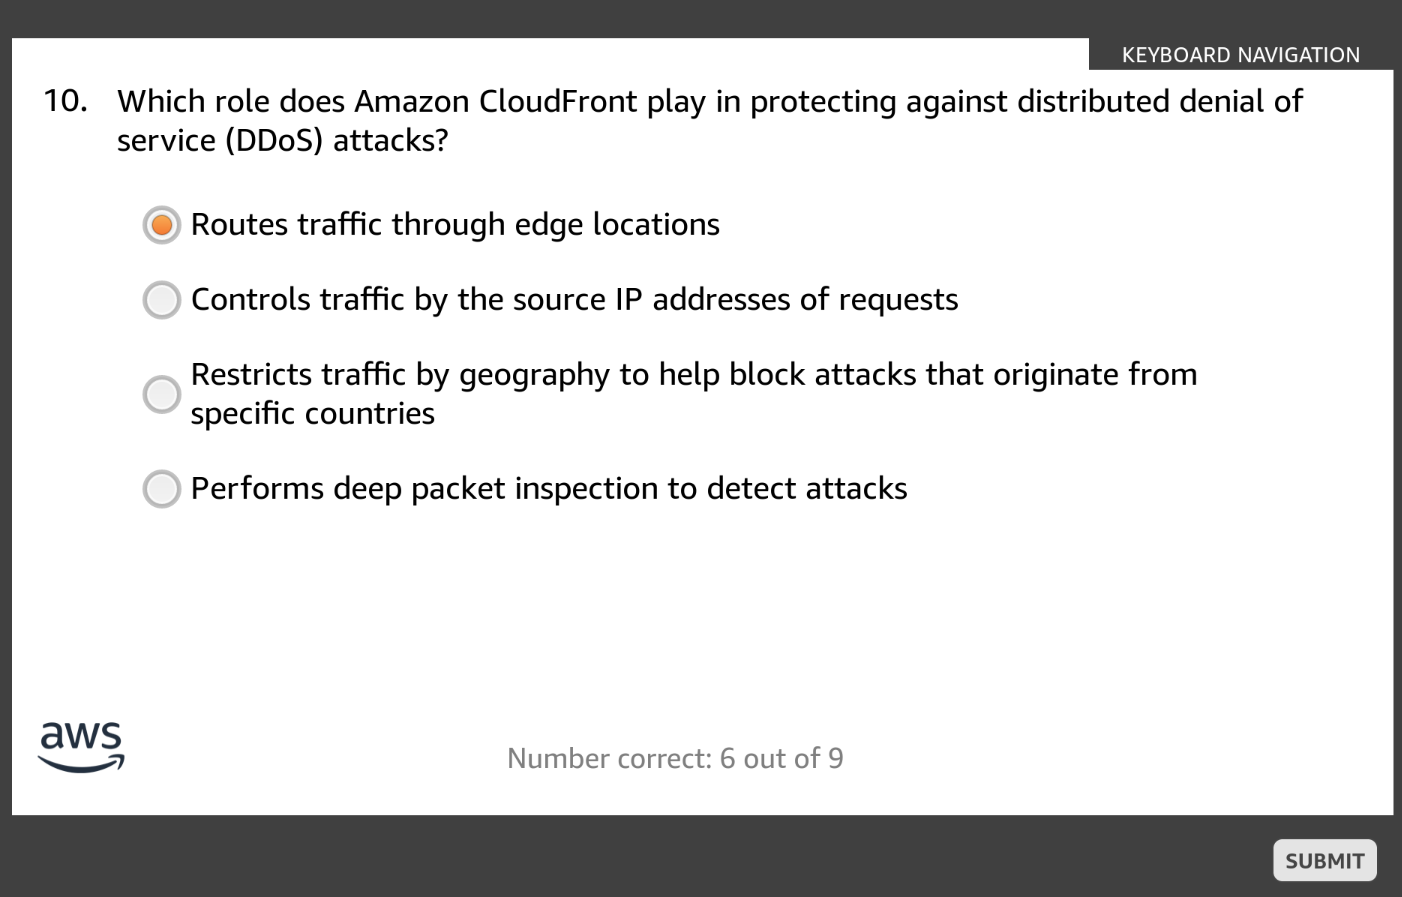 KEYBOARD NAVIGATION
10. Which role does Amazon CloudFront play in protecting against distributed denial of
service (DDoS) attacks?
Routes traffic through edge locations
Controls traffic by the source IP addresses of requests
Restricts traffic by geography to help block attacks that originate from
specific countries
Performs deep packet inspection to detect attacks
aws
Number correct: 6 out of 9
SUBMIT